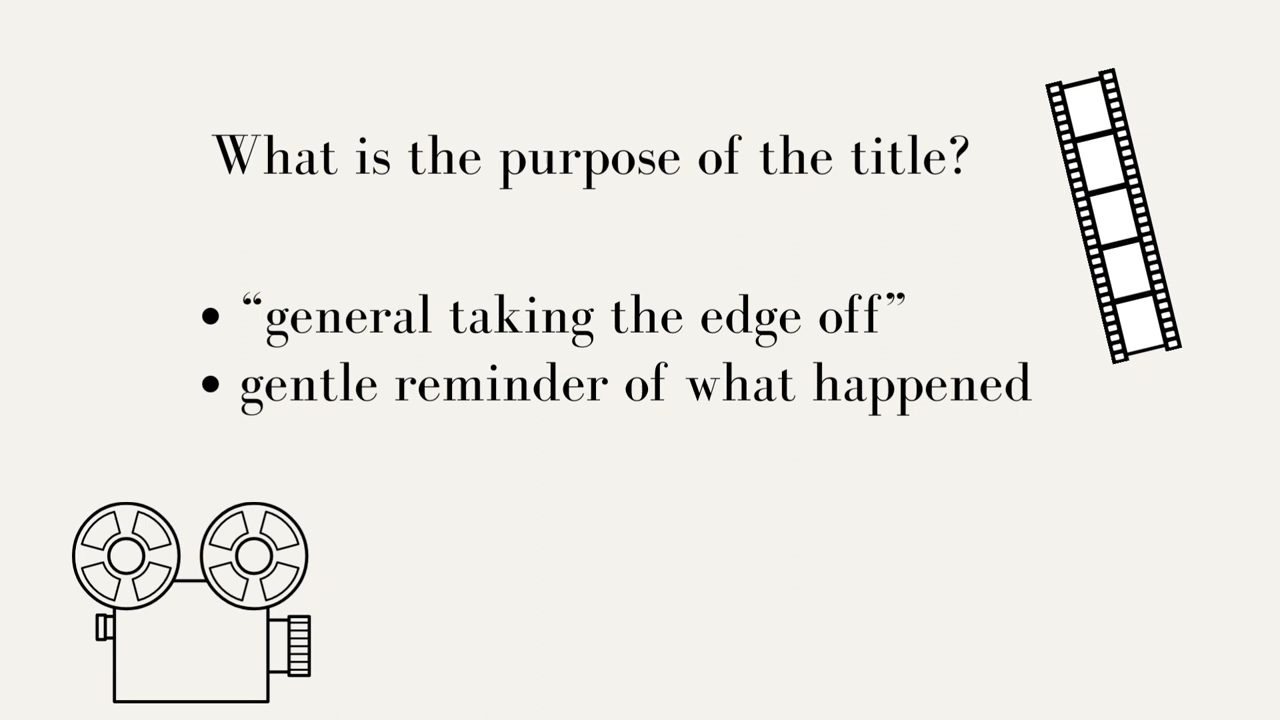 What is the purpose of the title?
• “general taking the edge off”
• gentle reminder of what happened